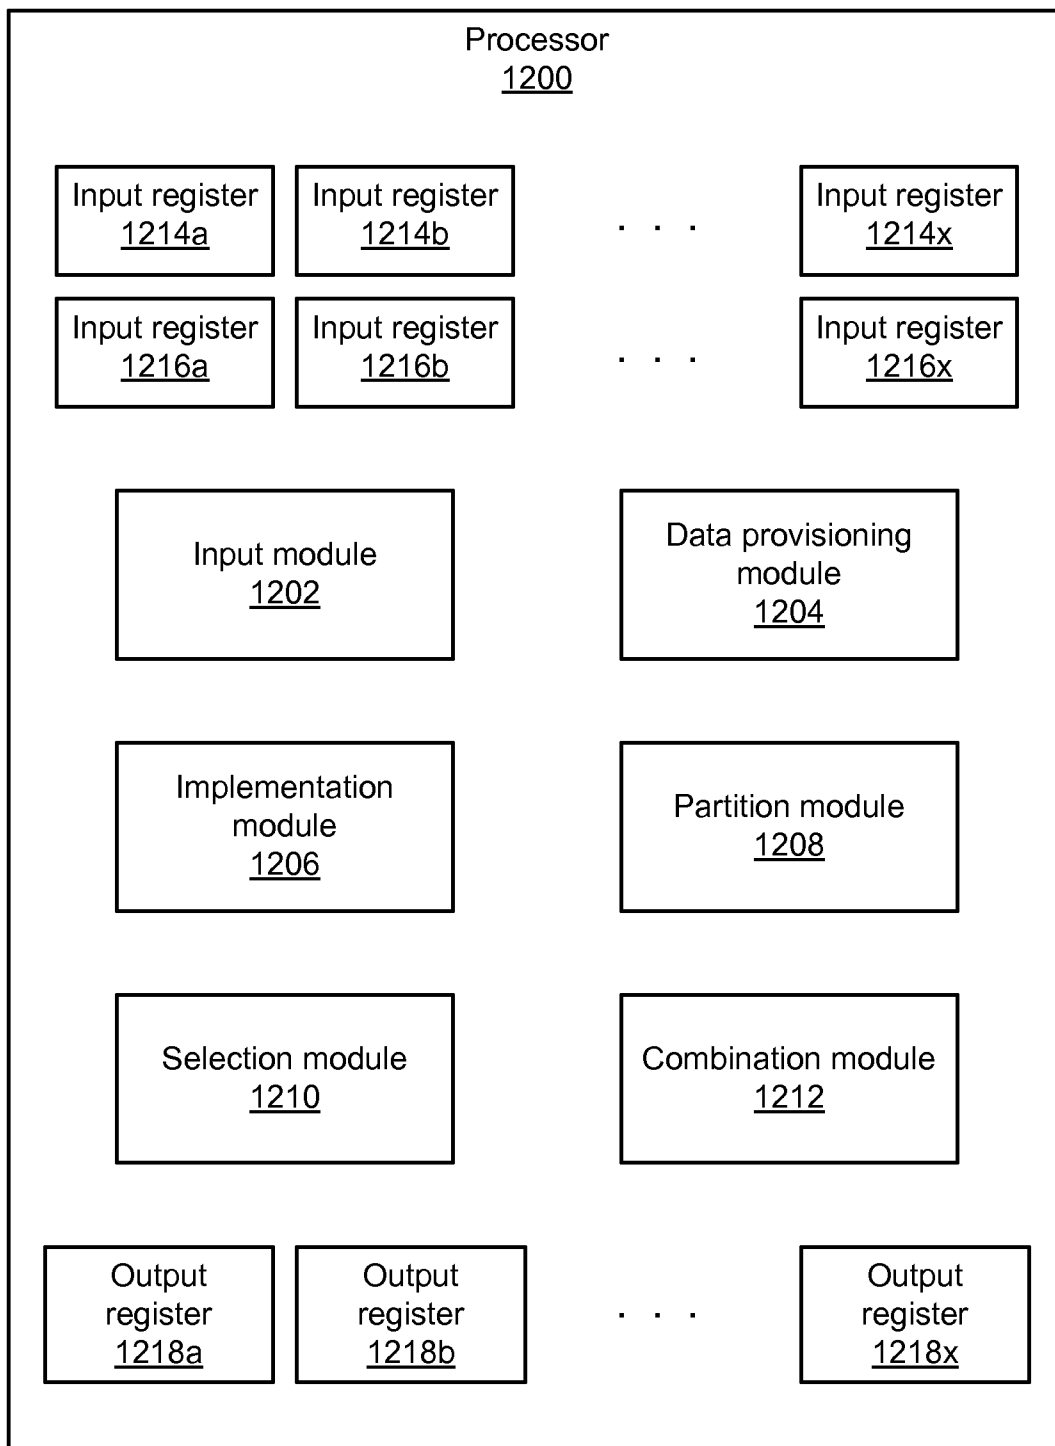 Processor
1200
Input register
1214a
Input register
1214b
. . .
Input register
1214x
Input register
1216a
Input register
1216b
. . .
Input register
1216x
Input module
1202
Data provisioning
module
1204
Implementation
module
1206
Partition module
1208
Selection module
1210
Combination module
1212
Output
register
1218a
Output
register
1218b
. . .
Output
register
1218x